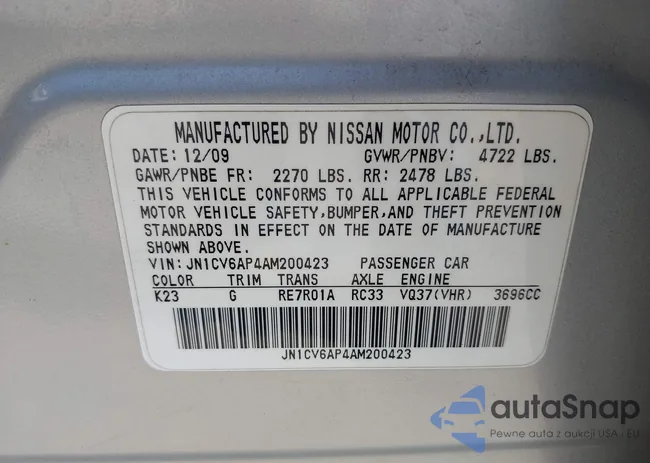 MANUFACTURED BY NISSAN MOTOR CO.,LTD.
DATE: 12/09 GVWR/PNBV: 4722 LBS.
GAWR/PNBE FR: 2270 LBS. RR: 2478 LBS.
THIS VEHICLE CONFORMS TO ALL APPLICABLE FEDERAL
MOTOR VEHICLE SAFETY,BUMPER,AND THEFT PREVENTION
STANDARDS IN EFFECT ON THE DATE OF MANUFACTURE
SHOWN ABOVE.
VIN: JN1CV6AP4AM200423 PASSENGER CAR
COLOR TRIM TRANS AXLE ENGINE
K23 G RE7R01A RC33 VQ37(VHR) 3696CC
JN1CV6AP4AM200423
autaSnap
Pewne auta z aukcji USA i EU